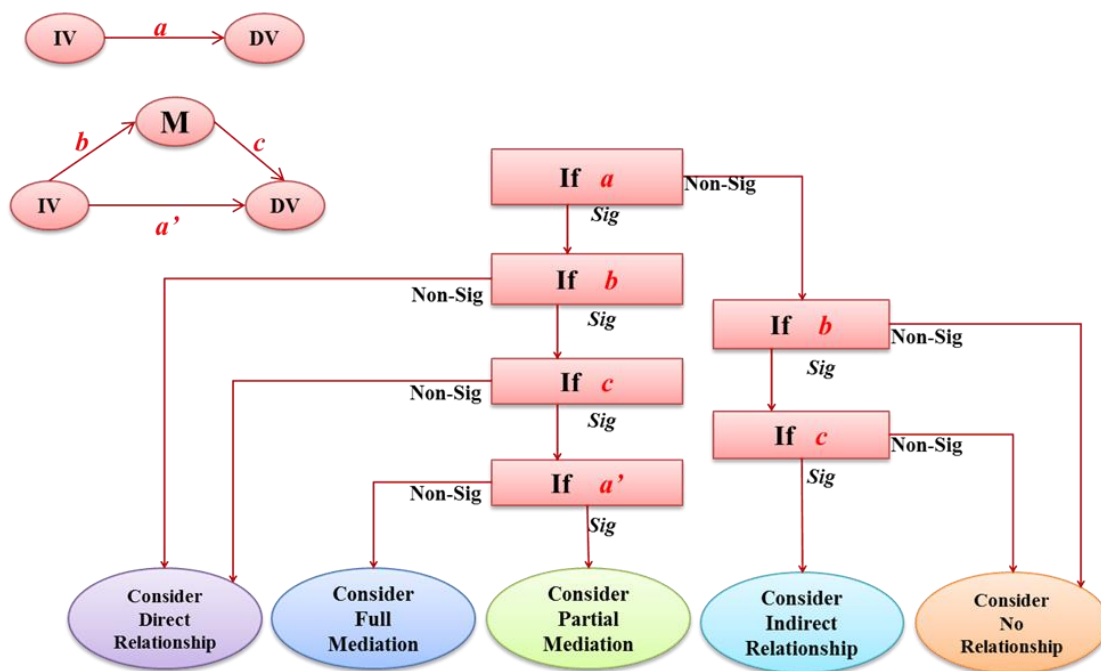 IV
a
DV
M
b
c
IV
DV
a’
If a
Non-Sig
Sig
If b
Non-Sig
Sig
If b
Non-Sig
Sig
If c
Non-Sig
Sig
If c
Non-Sig
Sig
If a’
Non-Sig
Sig
Consider
Direct
Relationship
Consider
Full
Mediation
Consider
Partial
Mediation
Consider
Indirect
Relationship
Consider
No
Relationship